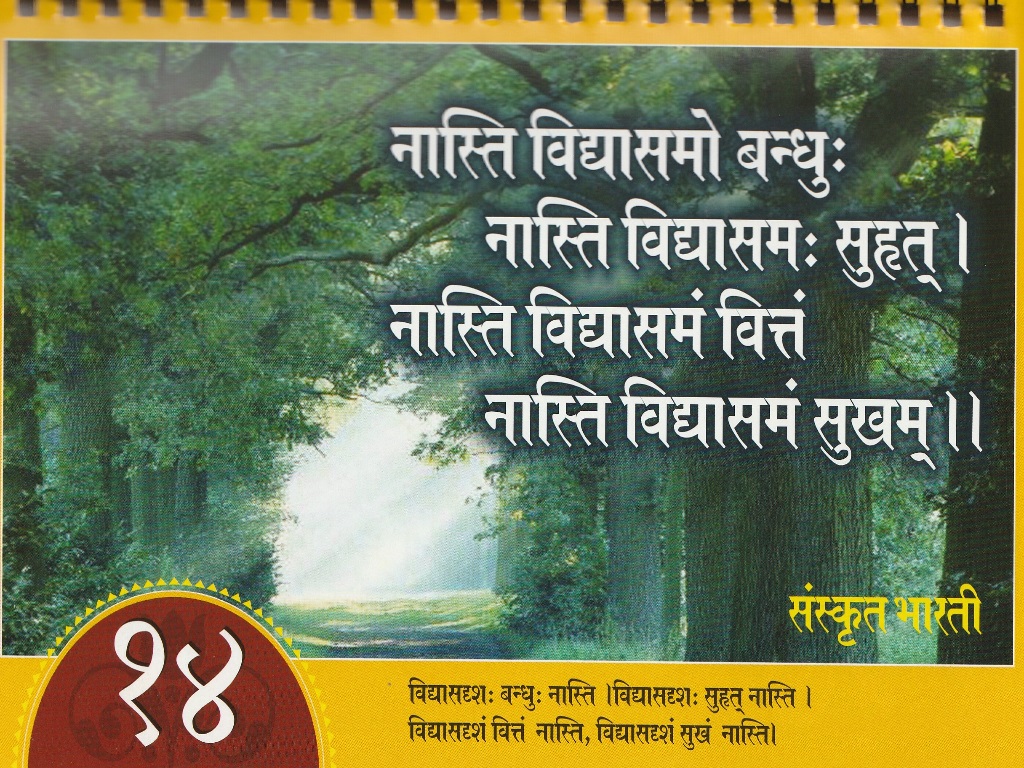 नास्ति विद्यासमो बन्धुः
नास्ति विद्यासमः सुहृत् ।
नास्ति विद्यासमं वित्तं
नास्ति विद्यासमं सुखम् ।।
संस्कृत भारती
१४
विद्यासदृशः बन्धुः नास्ति ।विद्यासदृशः सुहृत् नास्ति ।
विद्यासदृशं वित्तं नास्ति, विद्यासदृशं सुखं नास्ति।